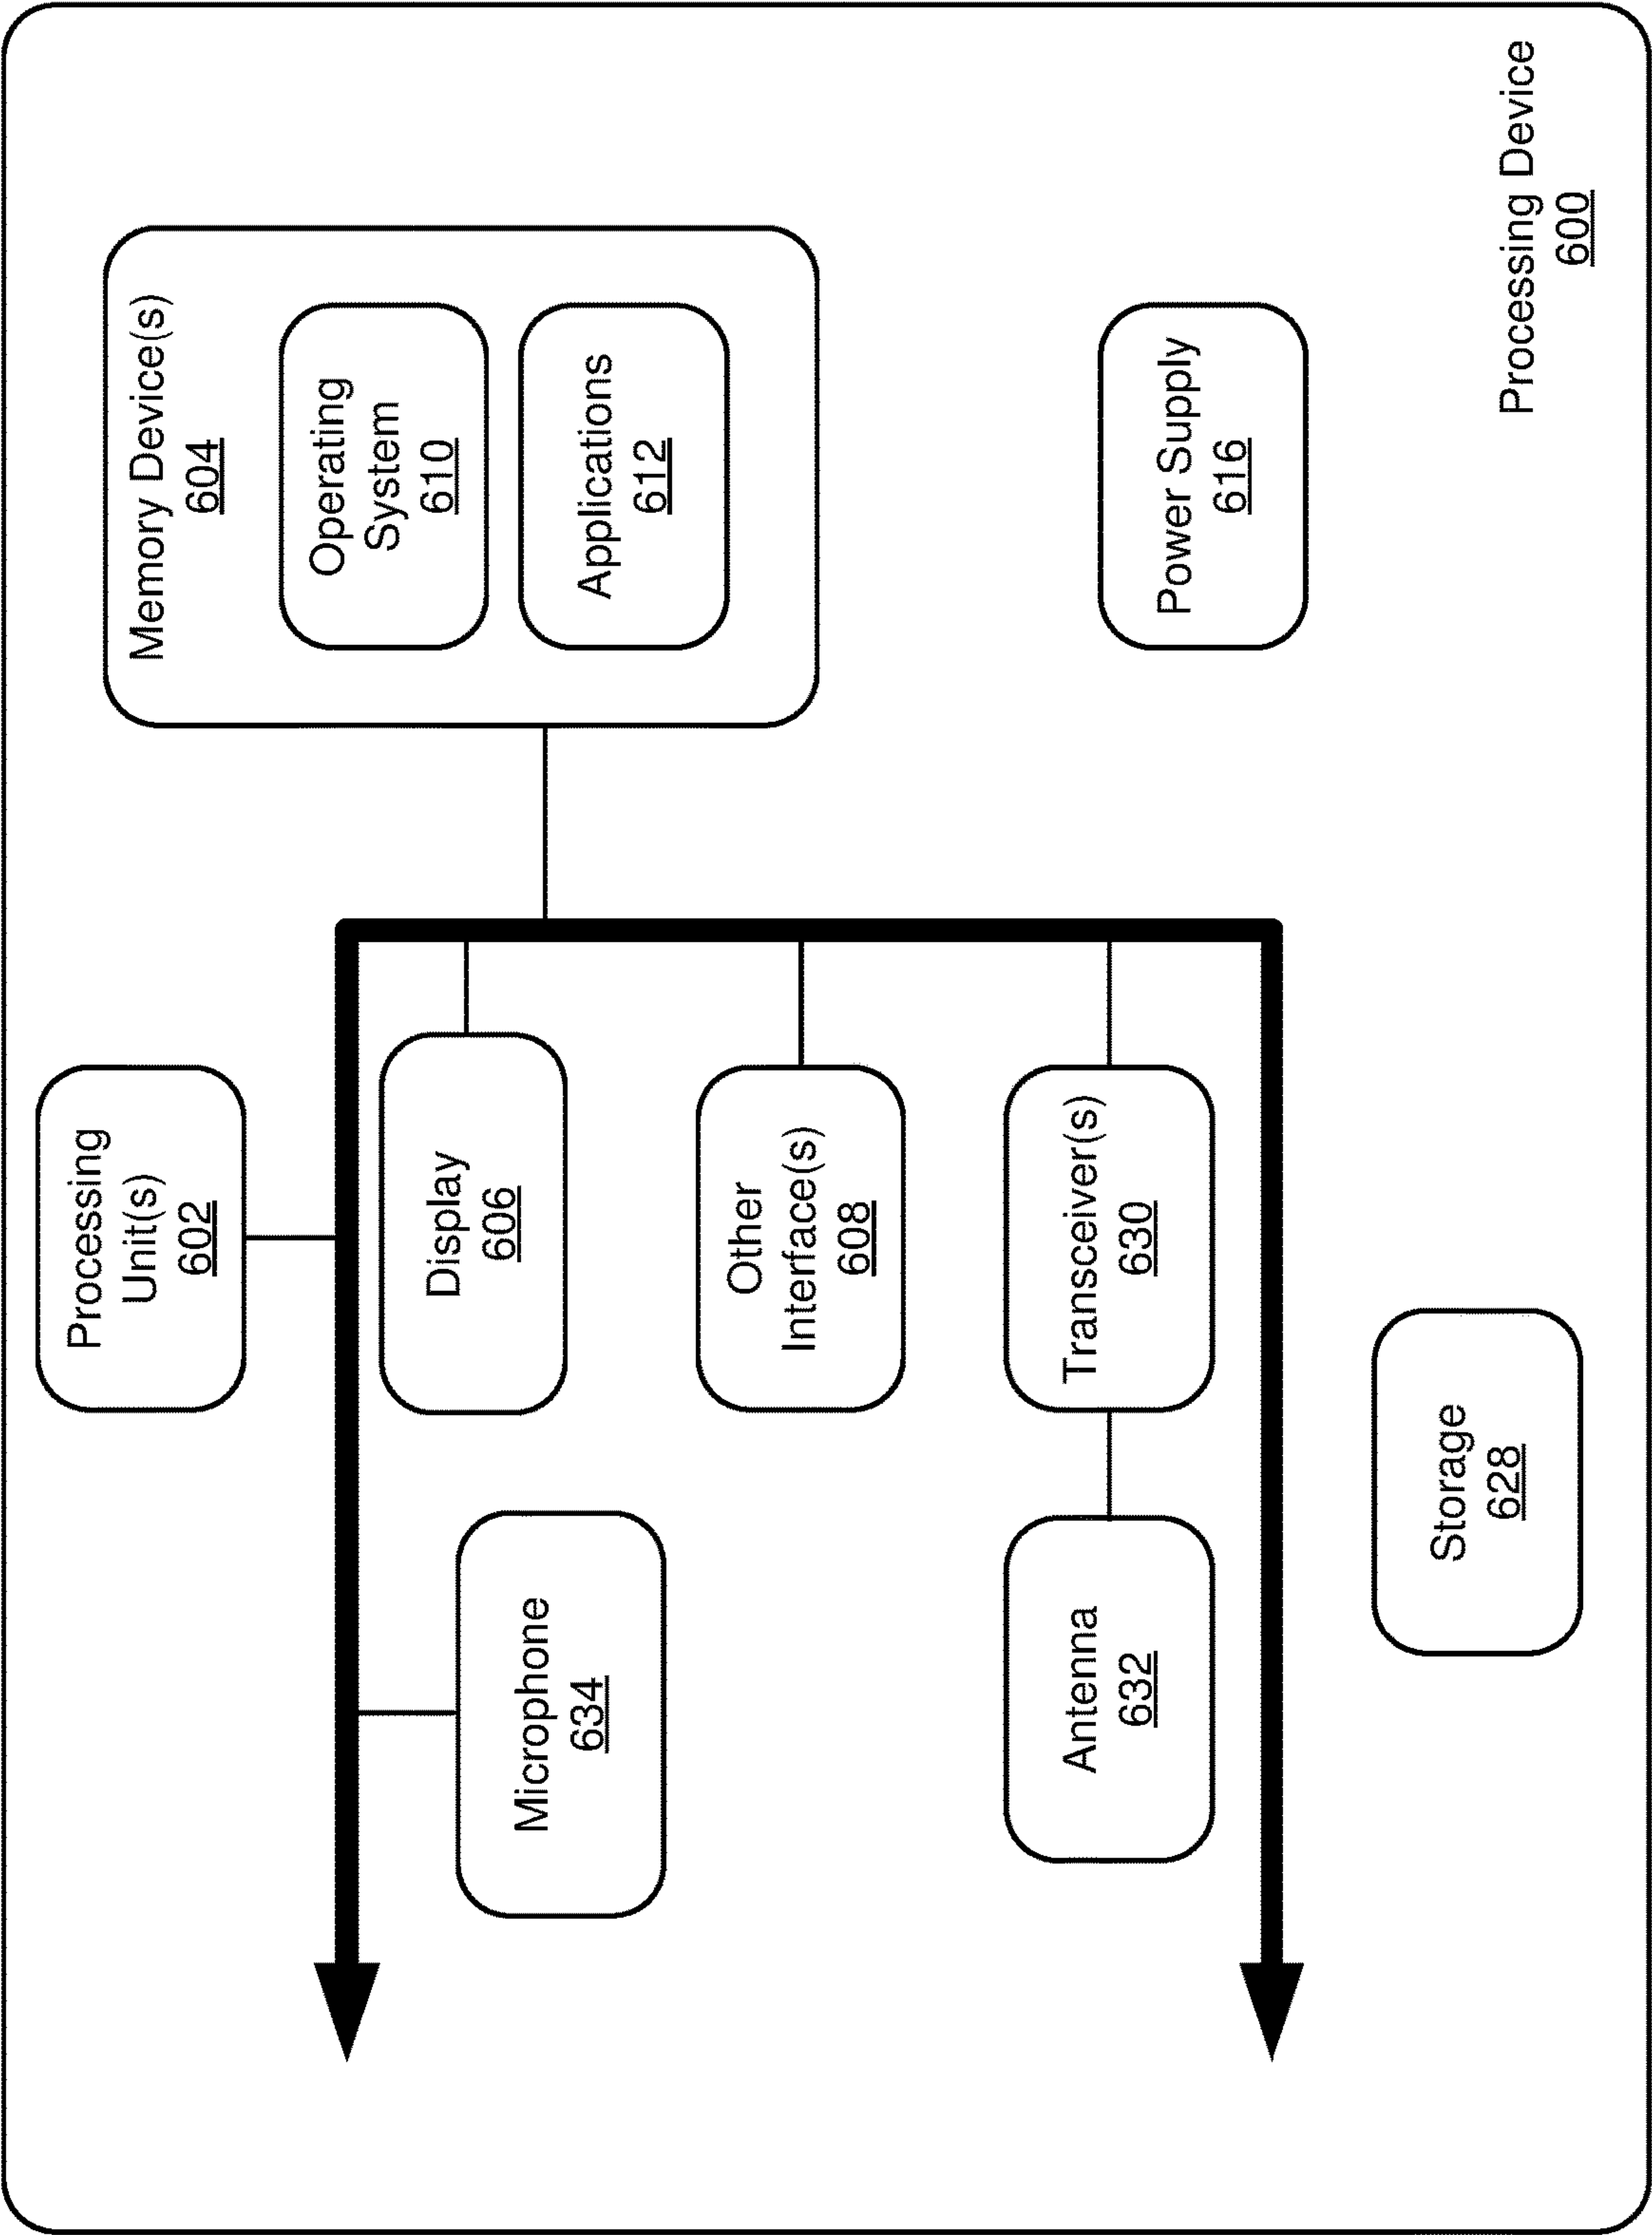 Processing
Unit(s)
602
Memory Device(s)
604
Operating
System
610
Applications
612
Display
606
Microphone
634
Other
Interface(s)
608
Transceiver(s)
630
Antenna
632
Power Supply
616
Storage
628
Processing Device
600